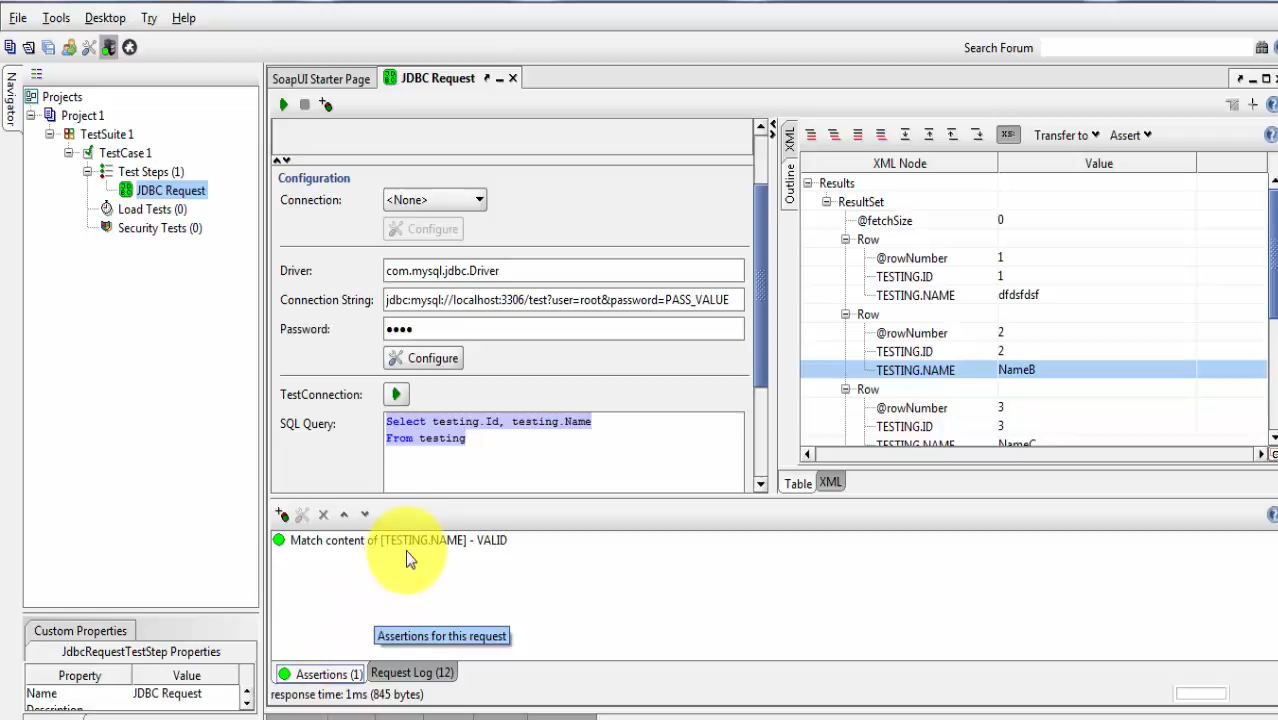 File Tools Desktop Try Help
Search Forum
Navigator
Projects
Project 1
TestSuite 1
TestCase 1
Test Steps (1)
JDBC Request
Load Tests (0)
Security Tests (0)
Custom Properties
JdbcRequestTestStep Properties
Property Value
Name JDBC Request
Description
SoapUI Starter Page JDBC Request
Configuration
Connection: <None>
Configure
Driver: com.mysql.jdbc.Driver
Connection String: jdbc:mysql://localhost:3306/test?user=root&password=PASS_VALUE
Password: ••••
Configure
TestConnection:
SQL Query: Select testing.Id, testing.Name
From testing
XML
Outline
Transfer to Assert
XML Node Value
Results
ResultSet
@fetchSize 0
Row
@rowNumber 1
TESTING.ID 1
TESTING.NAME dfdsfdsf
Row
@rowNumber 2
TESTING.ID 2
TESTING.NAME NameB
Row
@rowNumber 3
TESTING.ID 3
TESTING.NAME NameC
Table XML
Match content of [TESTING.NAME] - VALID
Assertions for this request
Assertions (1) Request Log (12)
response time: 1ms (845 bytes)